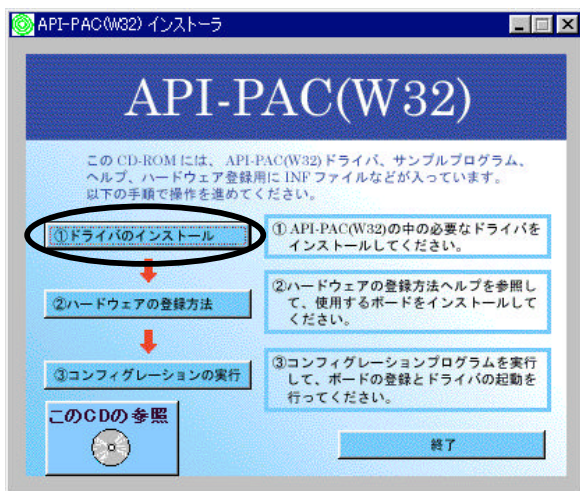 API-PAC(W32) インストーラ
API-PAC(W32)
この CD-ROM には、 API-PAC(W32)ドライバ、サンプルプログラム、
ヘルプ、ハードウェア登録用に INF ファイルなどが入っています。
以下の手順で操作を進めてください。
①ドライバのインストール
① API-PAC(W32)の中の必要なドライバを
インストールしてください。
②ハードウェアの登録方法
②ハードウェアの登録方法ヘルプを参照し
て、使用するボードをインストールして
ください。
③コンフィグレーションの実行
③コンフィグレーションプログラムを実行
して、ボードの登録とドライバの起動を
行ってください。
このCDの参照
終了